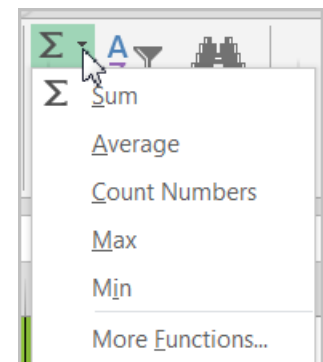 Σ
A
Z
Σ Sum
Average
Count Numbers
Max
Min
More Functions...